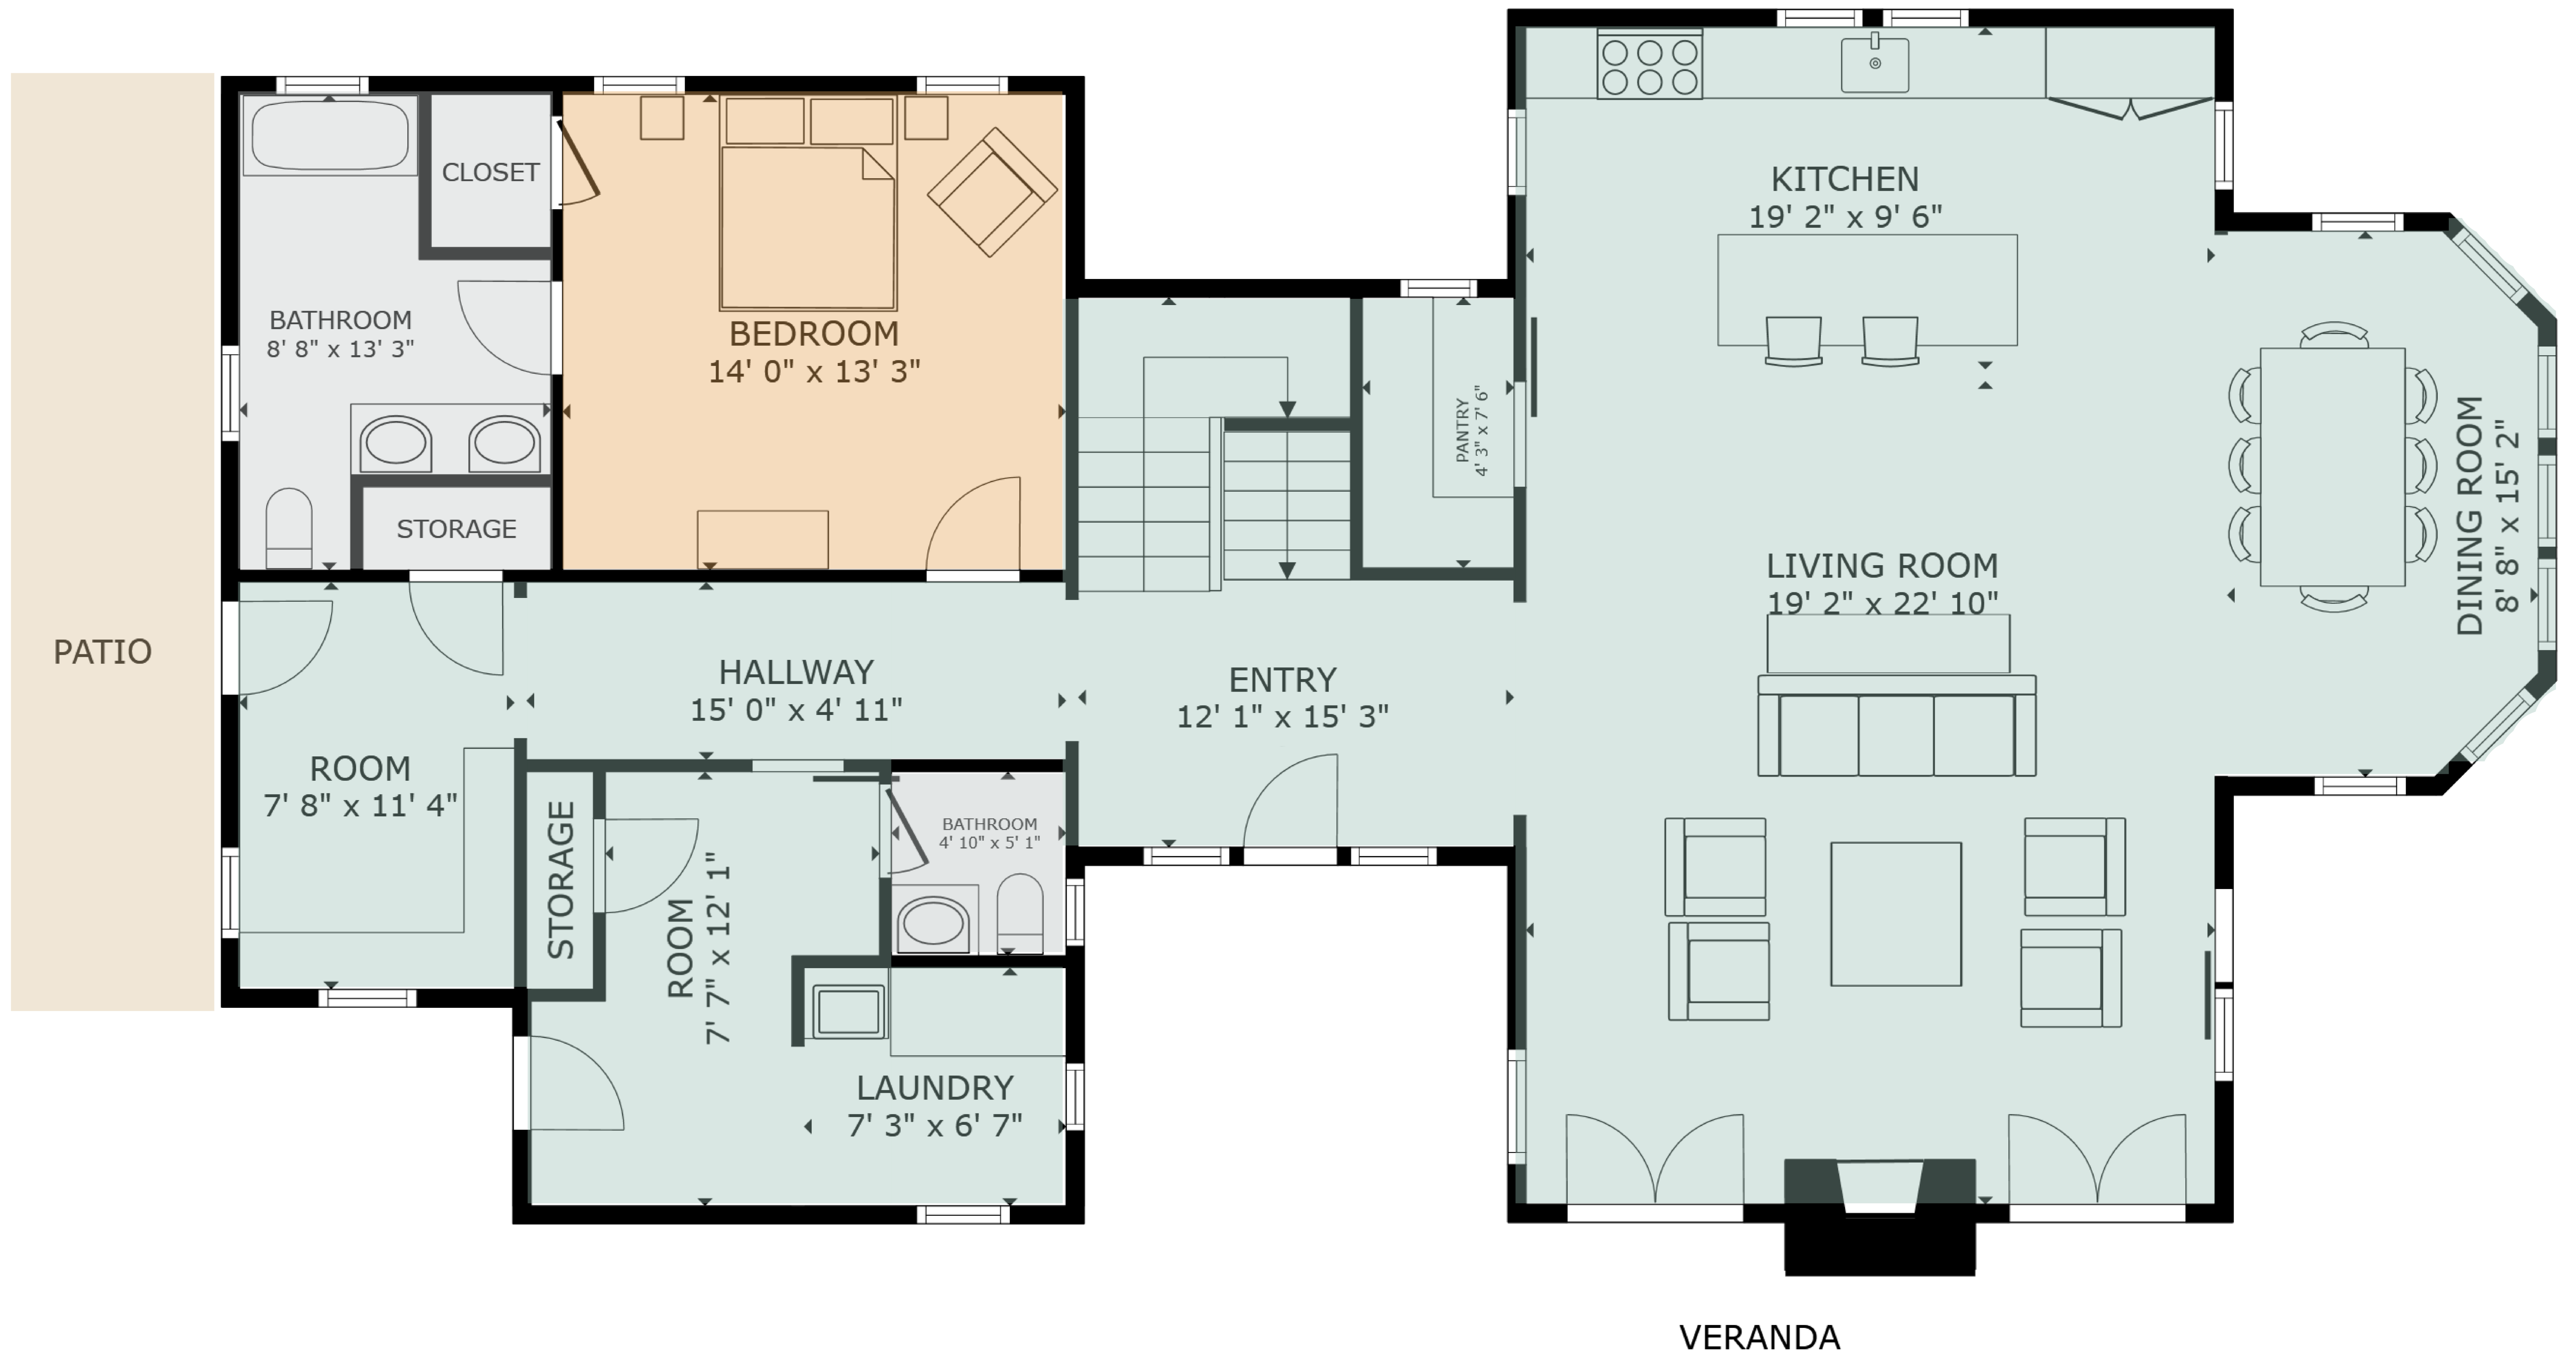 CLOSET
KITCHEN
19' 2" x 9' 6"
BATHROOM
8' 8" x 13' 3"
BEDROOM
14' 0" x 13' 3"
PANTRY
4' 3" x 7' 6"
STORAGE
LIVING ROOM
19' 2" x 22' 10"
DINING ROOM
8' 8" x 15' 2"
PATIO
HALLWAY
15' 0" x 4' 11"
ENTRY
12' 1" x 15' 3"
ROOM
7' 8" x 11' 4"
STORAGE
ROOM
7' 7" x 12' 1"
BATHROOM
4' 10" x 5' 1"
LAUNDRY
7' 3" x 6' 7"
VERANDA